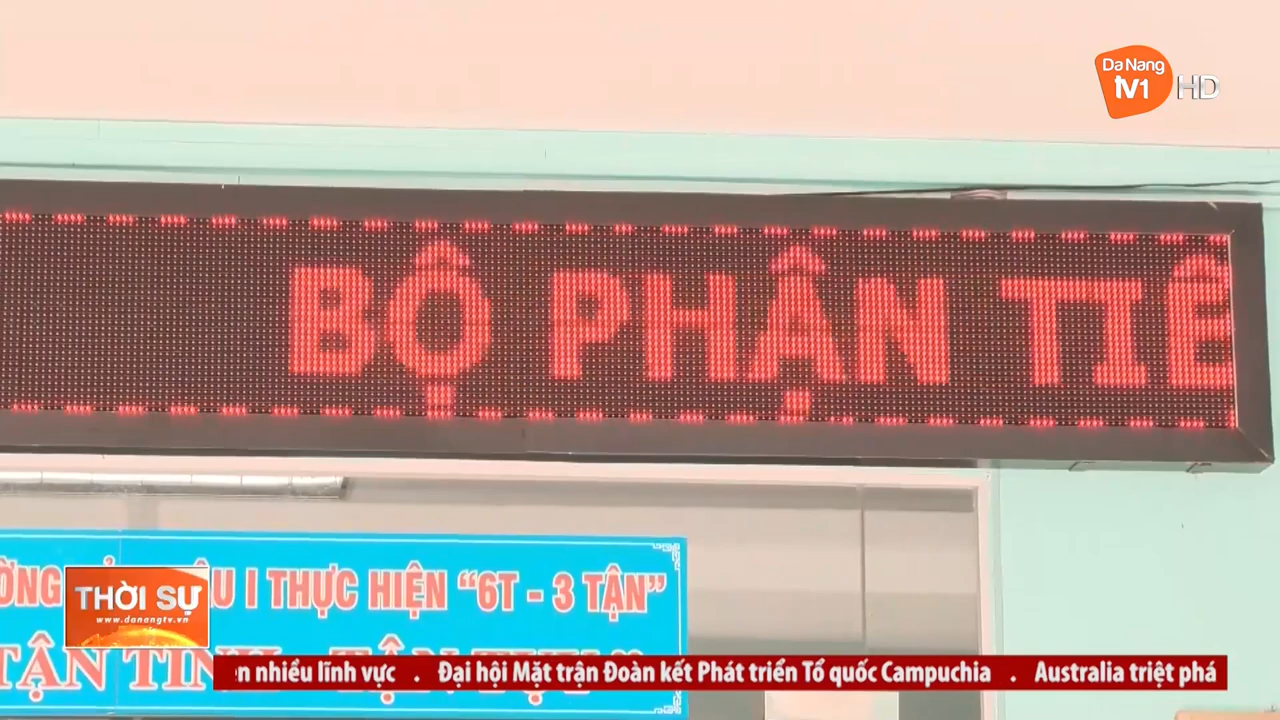 Da Nang
TV1 HD
BỘ PHẬN TIẾ
I THỰC HIỆN “6T - 3 TẬN”
TẬN
THỜI SỰ
www.danangtv.vn
nhiều lĩnh vực . Đại hội Mặt trận Đoàn kết Phát triển Tổ quốc Campuchia . Australia triệt phá